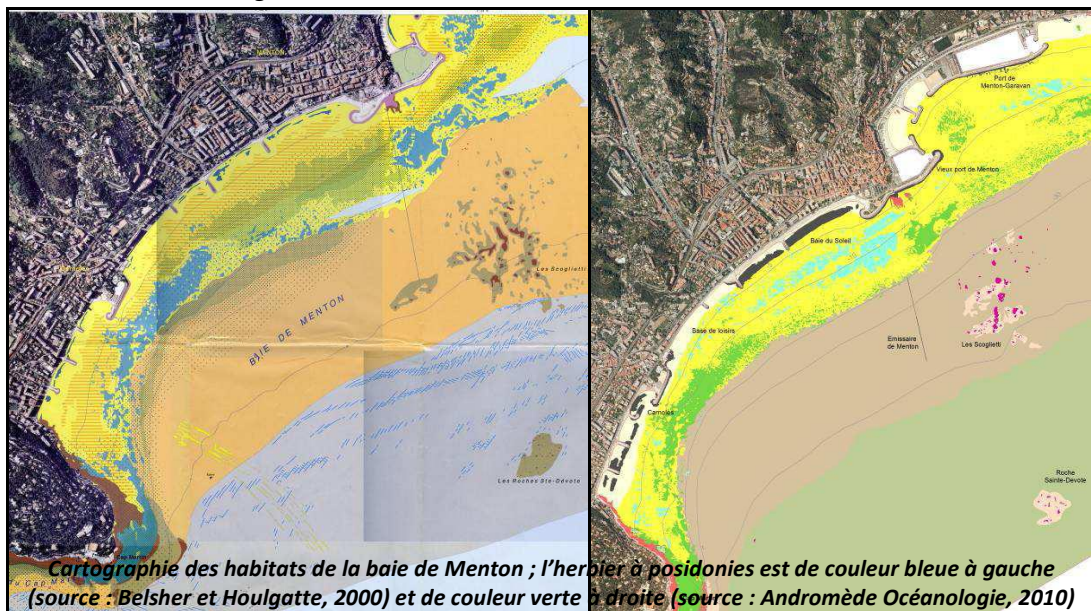 MENTON
BAIE DE MENTON
Les Scoglietti
Les Roches Ste-Dévote
Port de
Menton-Garavan
Vieux port de Menton
Baie du Soleil
Base de loisirs
Emissaire
de Menton
Les Scoglietti
Carnolès
Roche
Sainte-Dévote
Cartographie des habitats de la baie de Menton ; l'herbier à posidonies est de couleur bleue à gauche
(source : Belsher et Houlgatte, 2000) et de couleur verte à droite (source : Andromède Océanologie, 2010)